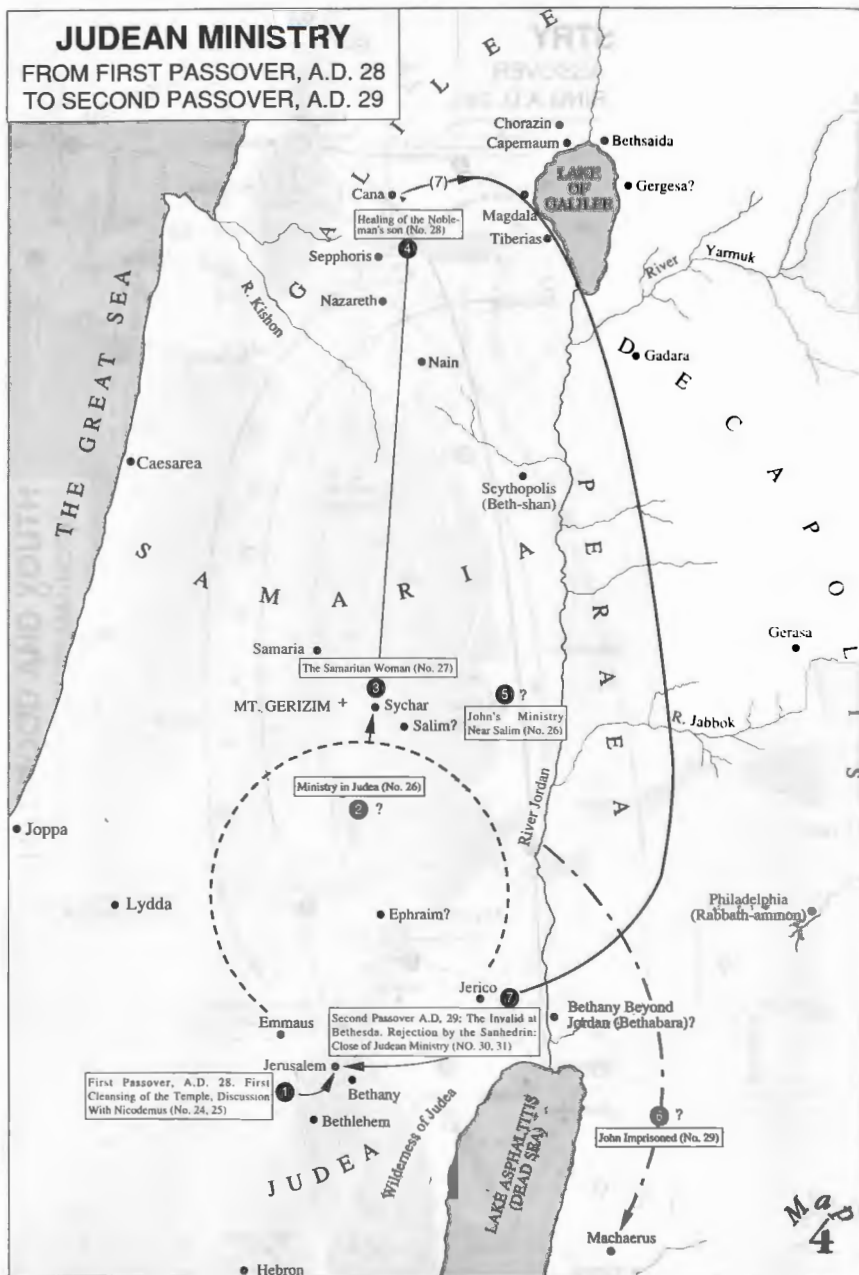 JUDEAN MINISTRY
FROM FIRST PASSOVER, A.D. 28
TO SECOND PASSOVER, A.D. 29
GALILEE
Chorazin
Capernaum
Bethsaida
LAKE
OF
GALILEE
Gergesa?
Cana
(7)
Magdala
Tiberias
Healing of the Noble-
man's son (No. 28)
4
Sepphoris
Nazareth
R. Kishon
Nain
River Yarmuk
Gadara
DECAPOLIS
THE GREAT SEA
Caesarea
Scythopolis
(Beth-shan)
PERAEA
SAMARIA
Samaria
Gerasa
The Samaritan Woman (No. 27)
3
MT. GERIZIM +
Sychar
Salim?
5 ?
John's Ministry
Near Salim (No. 26)
R. Jabbok
Ministry in Judea (No. 26)
2 ?
River Jordan
Joppa
Lydda
Ephraim?
Philadelphia
(Rabbath-ammon)
Jerico
7
Second Passover A.D, 29; The Invalid at
Bethesda. Rejection by the Sanhedrin:
Close of Judean Ministry (NO. 30, 31)
Bethany Beyond
Jordan (Bethabara)?
Emmaus
Jerusalem
First Passover, A.D. 28. First
Cleansing of the Temple, Discussion
With Nicodemus (No. 24, 25)
1
Bethany
Bethlehem
JUDEA
Wilderness of Judea
LAKE ASPHALTITIS
(DEAD SEA)
6 ?
John Imprisoned (No. 29)
Machaerus
Hebron
Map
4